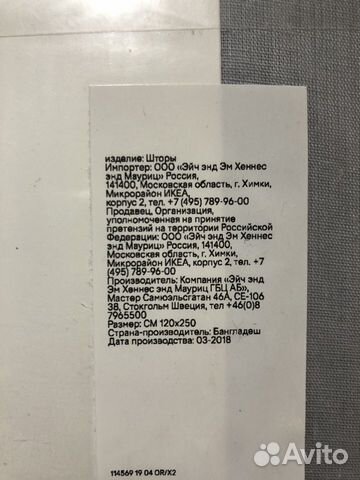 изделие: Шторы
Импортер: ООО «Эйч энд Эм Хеннес
энд Мауриц» Россия,
141400, Московская область, г. Химки,
Микрорайон ИКЕА,
корпус 2, тел. +7 (495) 789-96-00
Продавец, Организация,
уполномоченная на принятие
претензий на территории Российской
Федерации: ООО «Эйч энд Эм Хеннес
энд Мауриц» Россия, 141400,
Московская область, г. Химки,
Микрорайон ИКЕА, корпус 2, тел. +7
(495) 789-96-00
Производитель: Компания «Эйч энд
Эм Хеннес энд Мауриц ГБЦ АБ»,
Мастер Самюэльсгатан 46А, СЕ-106
38, Стокгольм Швеция, тел +46(0)8
7965500
Размер: СМ 120x250
Страна-производитель: Бангладеш
Дата производства: 03-2018
114569 19 04 OR/X2
Avito